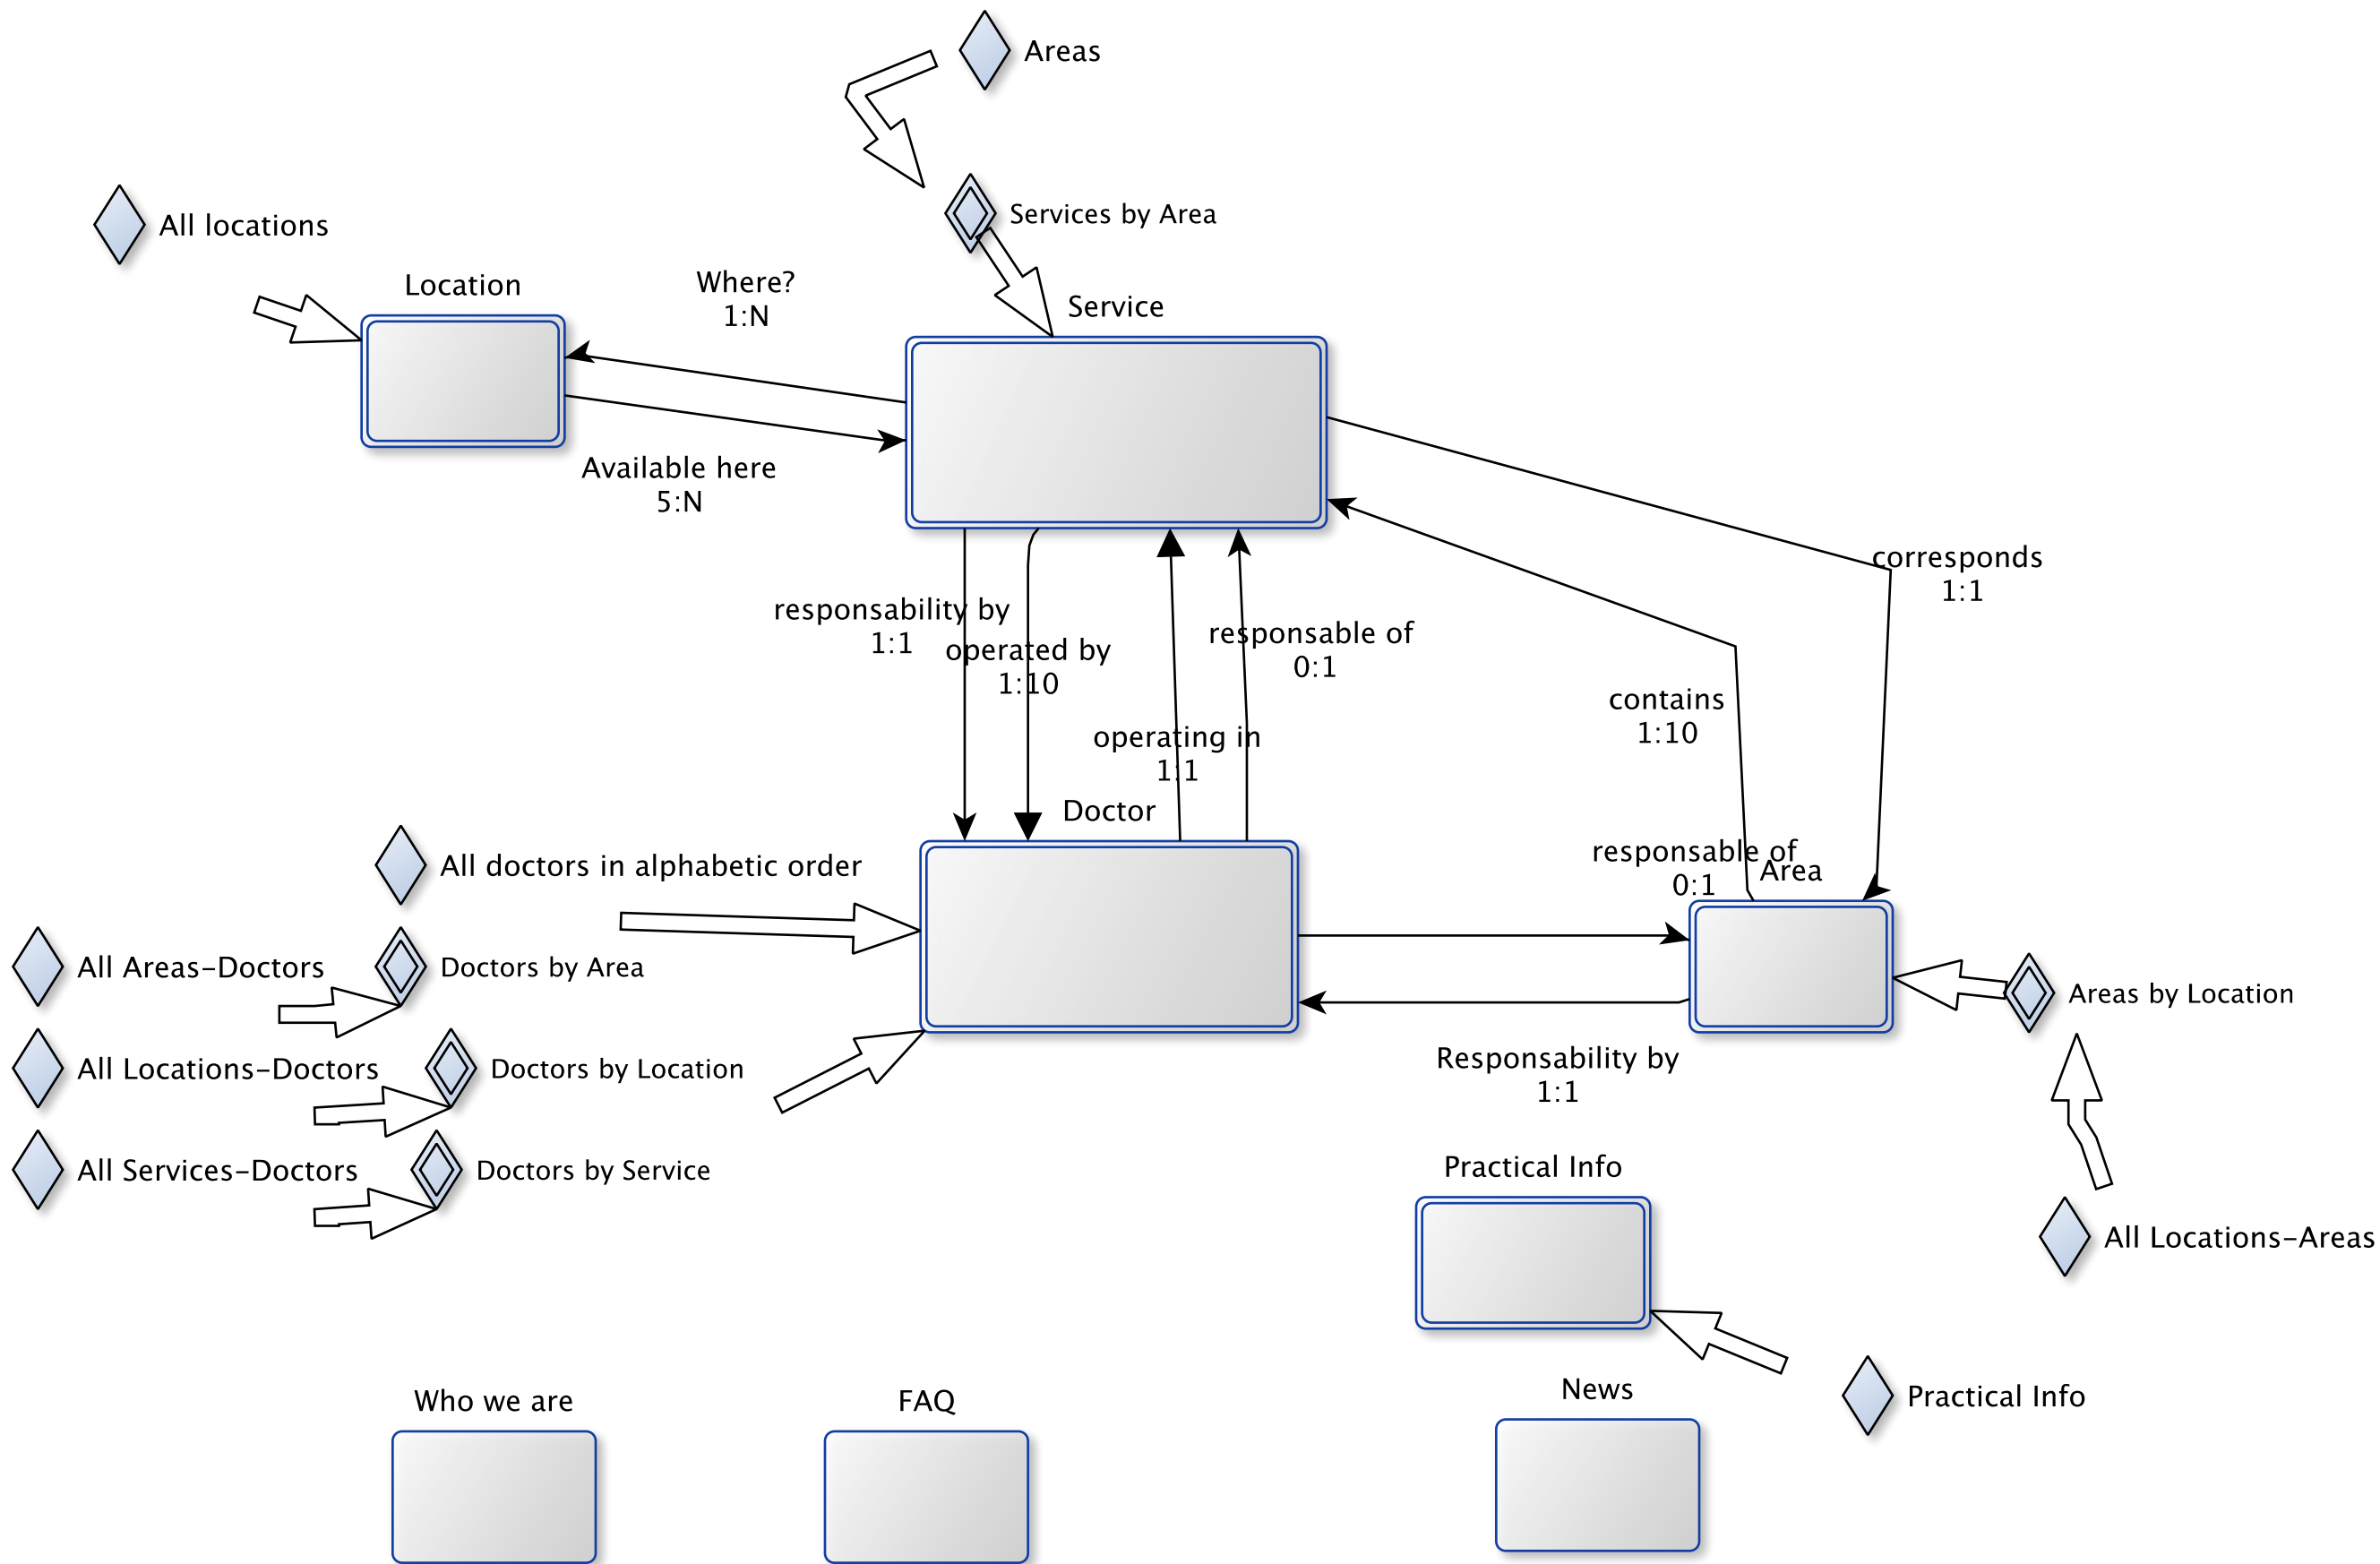 Areas
All locations
Services by Area
Location
Where?
1:N
Service
Available here
5:N
corresponds
1:1
responsability by
1:1
operated by
1:10
responsable of
0:1
contains
1:10
operating in
1:1
Doctor
All doctors in alphabetic order
responsable of
0:1
Area
All Areas-Doctors
Doctors by Area
Areas by Location
All Locations-Doctors
Doctors by Location
Responsability by
1:1
All Services-Doctors
Doctors by Service
Practical Info
All Locations-Areas
Who we are
FAQ
News
Practical Info